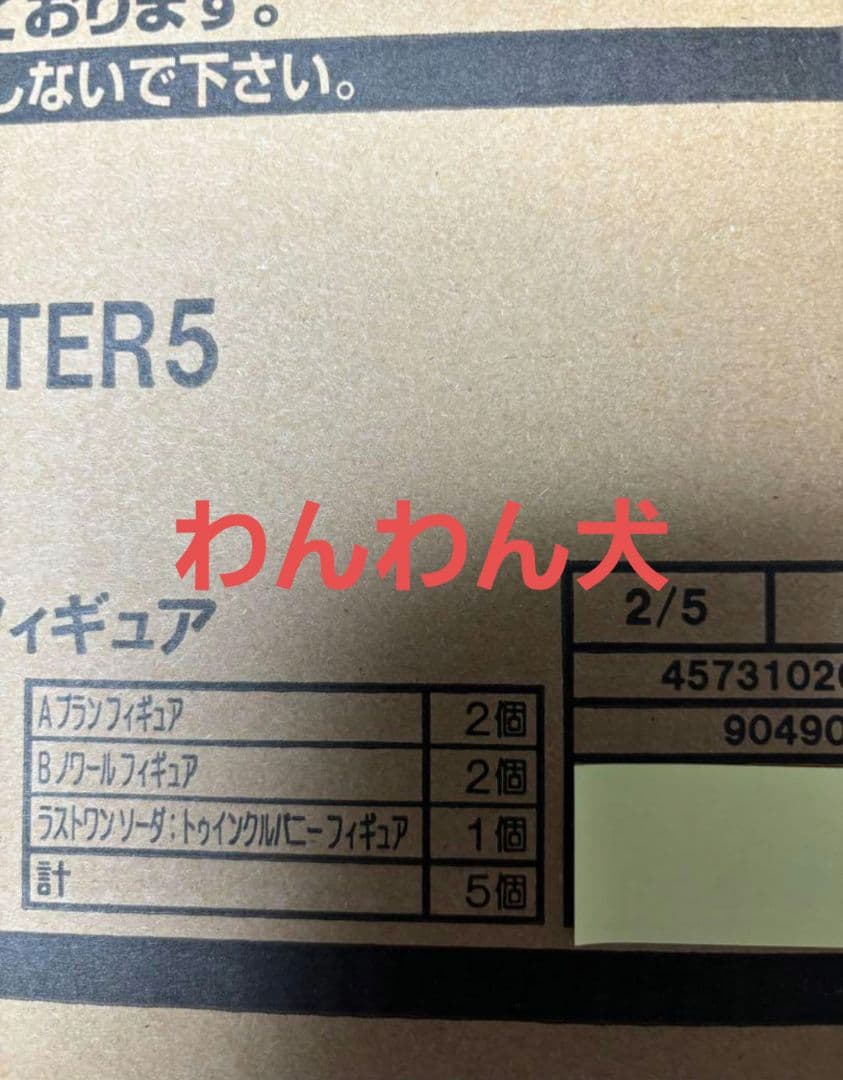 ております。
しないで下さい。
TER5
わんわん犬
フィギュア
2/5
45731020
90490
Aブランフィギュア 2個
Bノワールフィギュア 2個
ラストワンソーダ:トゥインクルバニーフィギュア 1個
計 5個